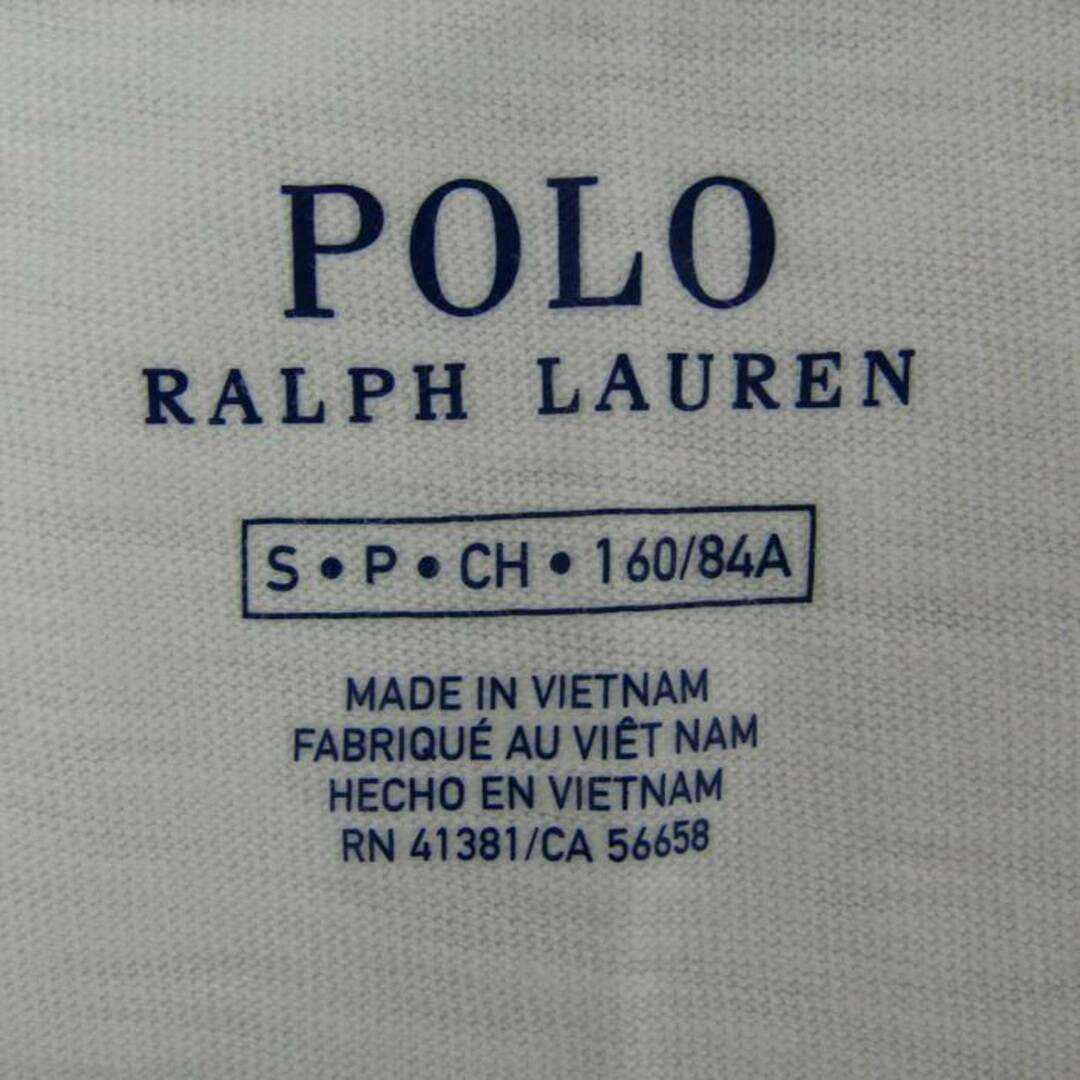 POLO
RALPH LAUREN
S • P • CH • 160/84A
MADE IN VIETNAM
FABRIQUÉ AU VIÊT NAM
HECHO EN VIETNAM
RN 41381/CA 56658